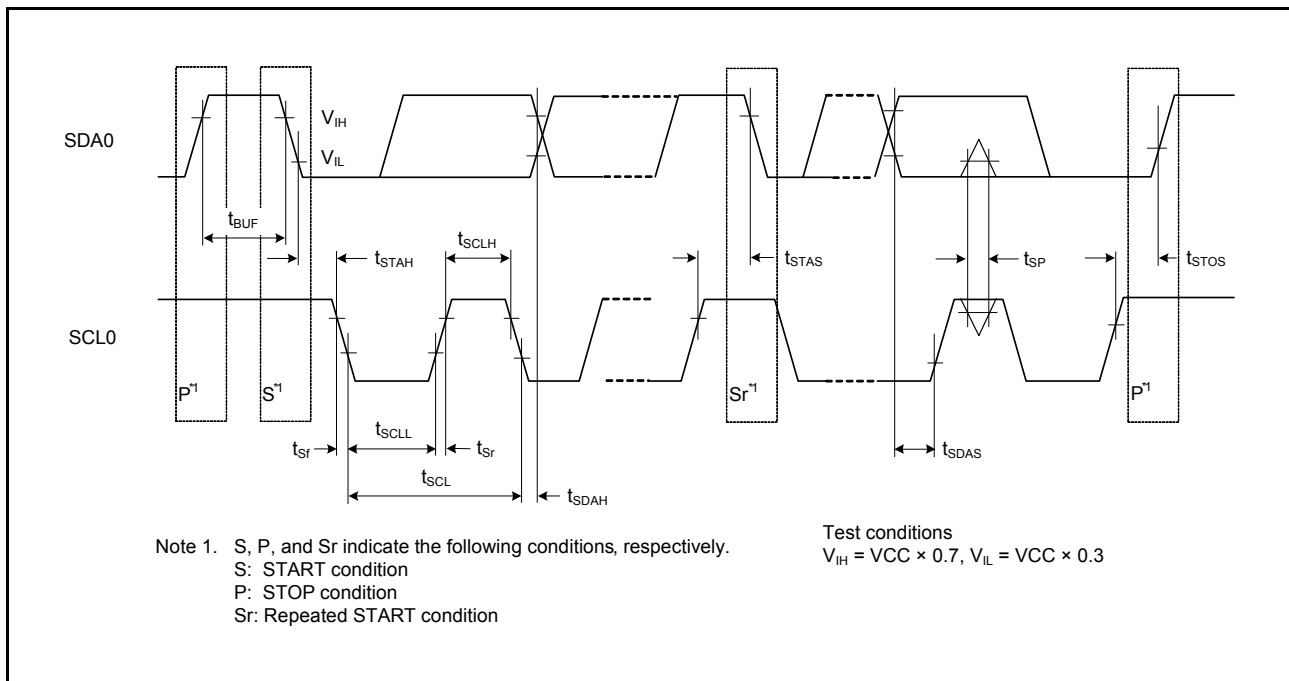 SDA0
V_IH
V_IL
t_BUF
t_STAH
t_SCLH
t_STAS
t_SP
t_STOS
SCL0
P*1
S*1
Sr*1
P*1
t_Sf
t_SCLL
t_Sr
t_SDAS
t_SCL
t_SDAH
Note 1. S, P, and Sr indicate the following conditions, respectively.
S: START condition
P: STOP condition
Sr: Repeated START condition
Test conditions
V_IH = VCC × 0.7, V_IL = VCC × 0.3